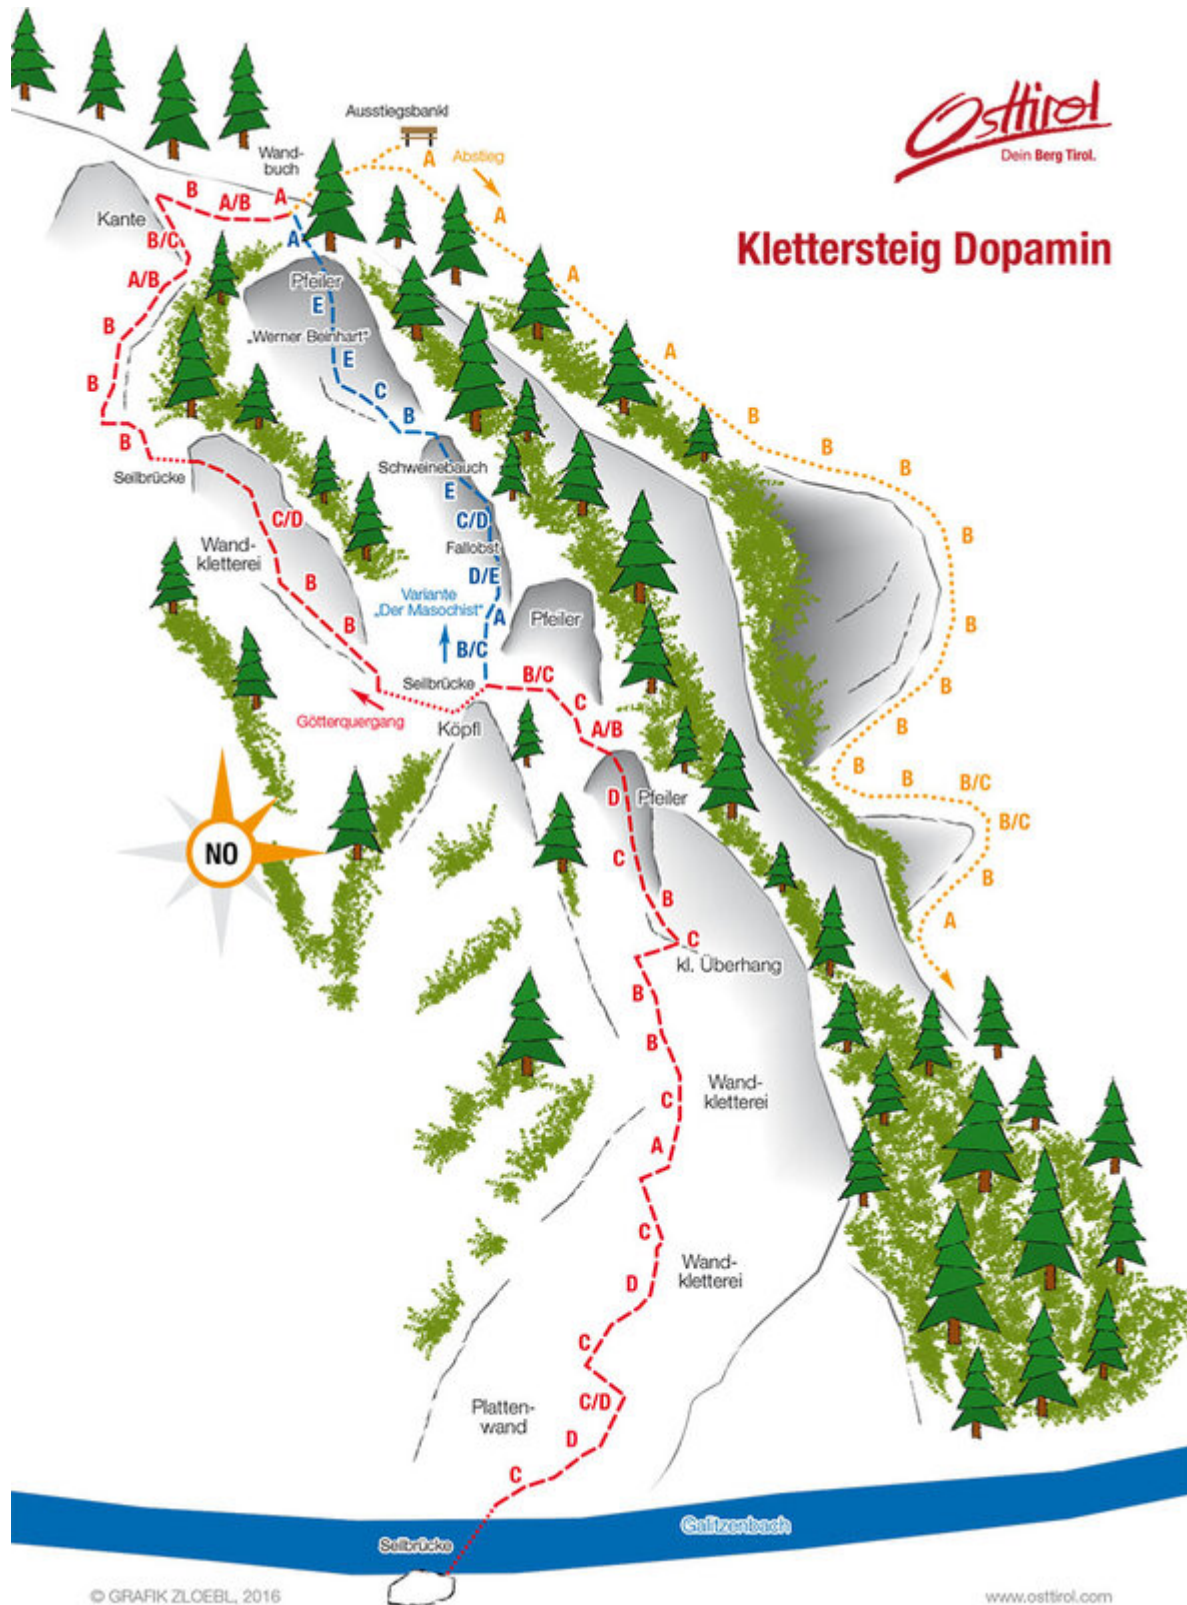 Osttirol
Dein Berg Tirol.
Klettersteig Dopamin
Ausstiegsbankl
A
Abstieg
Wand-
buch
A
B
A/B
A
Kante
B/C
A
A
A/B
Pfeiler
E
B
„Werner Beinhart"
E
A
B
C
B
B
B
B
B
Schweinebauch
Seilbrücke
E
C/D
C/D
B
Wand-
kletterei
Fallobst
D/E
B
Variante
„Der Masochist"
A
Pfeiler
B
B
B/C
B
Seilbrücke
B/C
B
C
Götterquergang
Köpfl
A/B
B
B
B
B/C
D
Pfeiler
B/C
NO
C
B
B
A
C
kl. Überhang
B
B
Wand-
kletterei
C
A
C
Wand-
kletterei
D
C
C/D
Platten-
wand
D
C
Galitzenbach
Seilbrücke
© GRAFIK ZLOEBL, 2016
www.osttirol.com